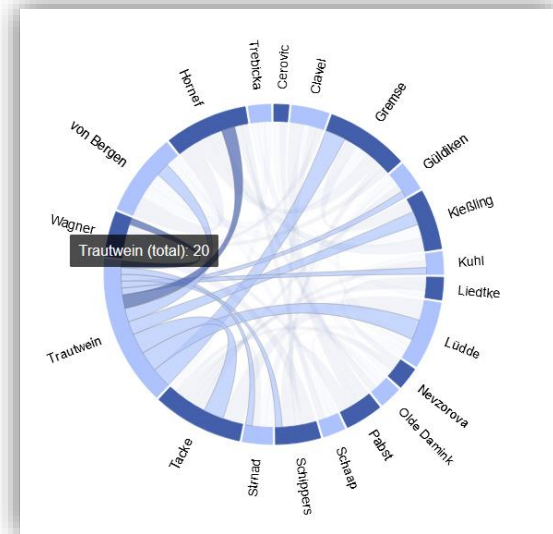 Trebicka
Cerovic
Clavel
Gremse
Güldiken
Kießling
Kuhl
Liedtke
Lüdde
Nevzorova
Olde Damink
Pabst
Schaap
Schippers
Strnad
Tacke
Trautwein
Wagner
von Bergen
Hornef
Trautwein (total): 20